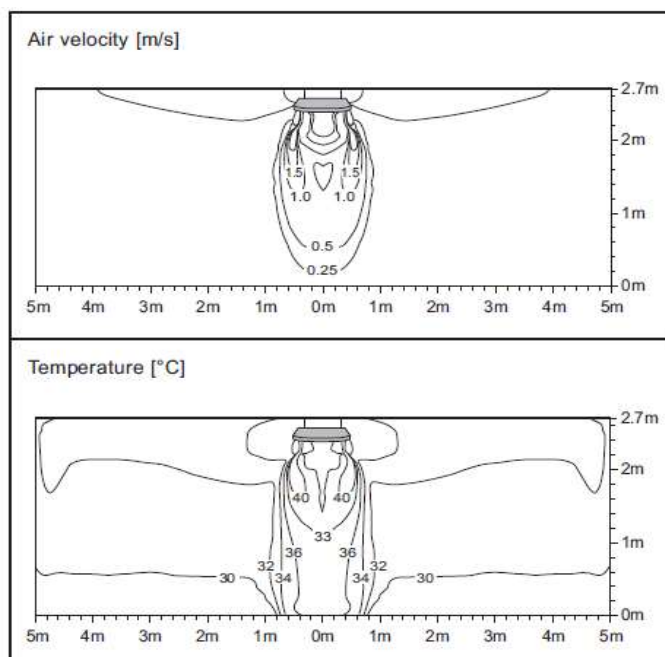 Air velocity [m/s]
2.7m
2m
1.5 1.5
1.0 1.0
1m
0.5
0.25
0m
5m 4m 3m 2m 1m 0m 1m 2m 3m 4m 5m
Temperature [°C]
2.7m
2m
40 40
33
1m
36 36
32 32
30 34 34 30
0m
5m 4m 3m 2m 1m 0m 1m 2m 3m 4m 5m